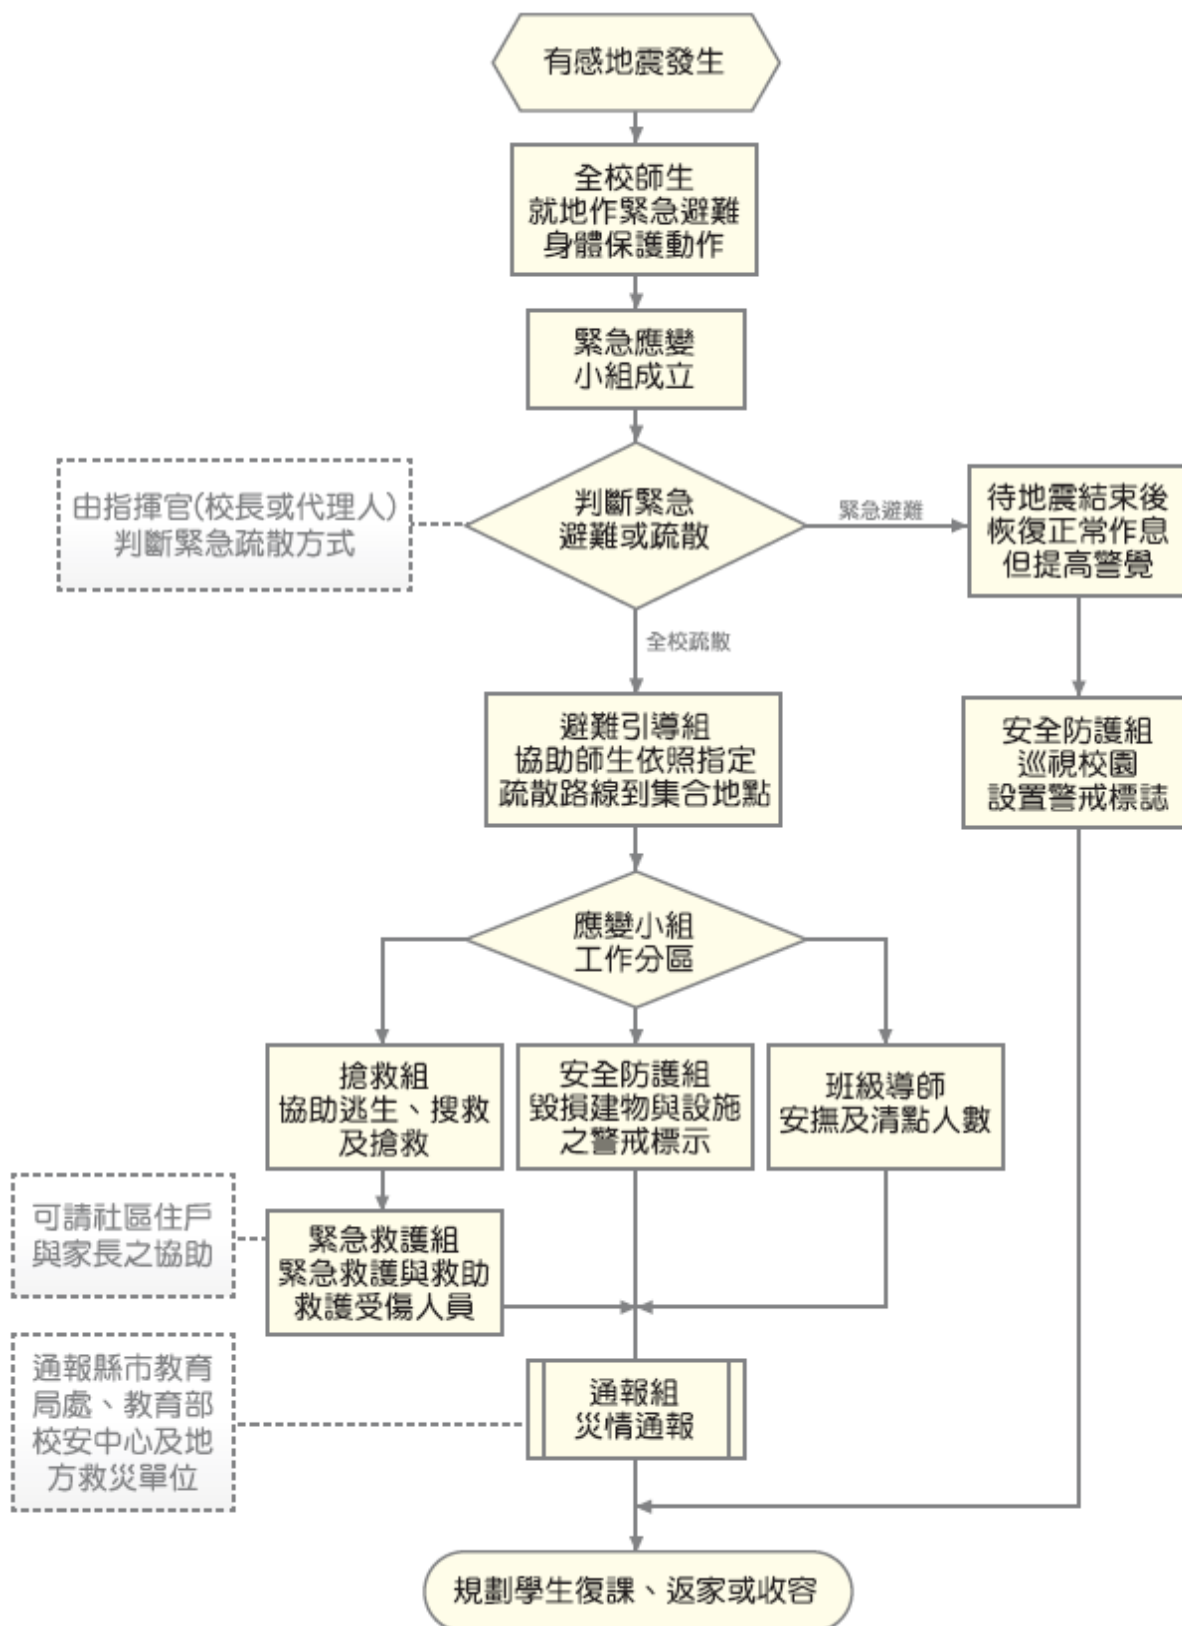 有感地震發生
全校師生
就地作緊急避難
身體保護動作
緊急應變
小組成立
由指揮官(校長或代理人)
判斷緊急疏散方式
判斷緊急
避難或疏散
緊急避難
待地震結束後
恢復正常作息
但提高警覺
全校疏散
避難引導組
協助師生依照指定
疏散路線到集合地點
安全防護組
巡視校園
設置警戒標誌
應變小組
工作分區
搶救組
協助逃生、搜救
及搶救
安全防護組
毀損建物與設施
之警戒標示
班級導師
安撫及清點人數
可請社區住戶
與家長之協助
緊急救護組
緊急救護與救助
救護受傷人員
通報縣市教育
局處、教育部
校安中心及地
方救災單位
通報組
災情通報
規劃學生復課、返家或收容